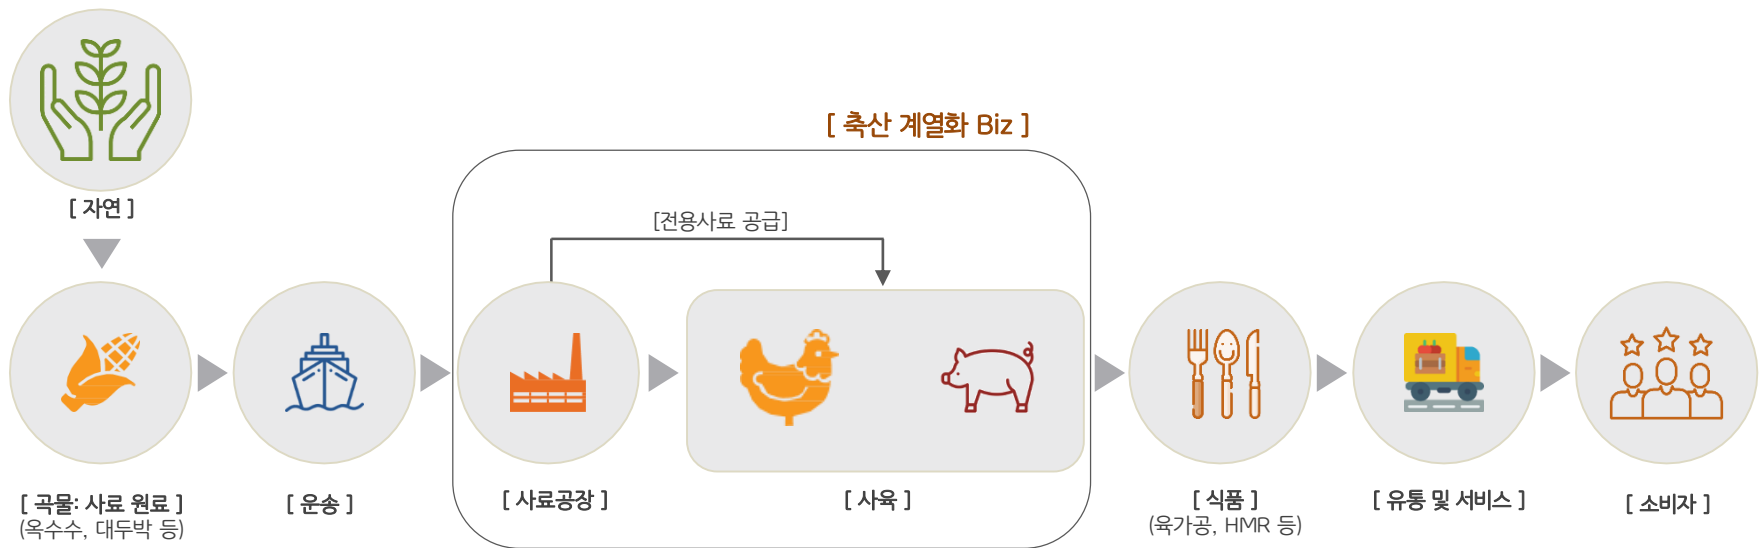 [ 자연 ]
[ 축산 계열화 Biz ]
[전용사료 공급]
[ 곡물: 사료 원료 ]
(옥수수, 대두박 등)
[ 운송 ]
[ 사료공장 ]
[ 사육 ]
[ 식품 ]
(육가공, HMR 등)
[ 유통 및 서비스 ]
[ 소비자 ]